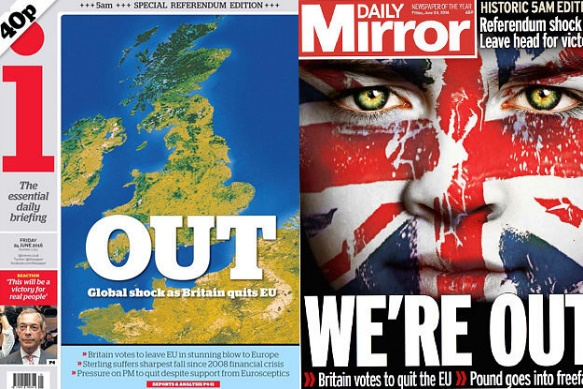 40p
i
The
essential
daily
briefing
FRIDAY
24 JUNE 2016
REACTION
'This will be a
victory for
real people'
P4
+++ 5am +++ SPECIAL REFERENDUM EDITION +++
OUT
Global shock as Britain quits EU
» Britain votes to leave EU in stunning blow to Europe
» Sterling suffers sharpest fall since 2008 financial crisis
» Pressure on PM to quit despite support from Eurosceptics
REPORTS & ANALYSIS
DAILY
Mirror
NEWSPAPER OF THE YEAR
Friday, June 24, 2016
HISTORIC 5AM EDIT
Referendum shock
Leave head for victo
WE'RE OUT
» Britain votes to quit the EU » Pound goes into freef